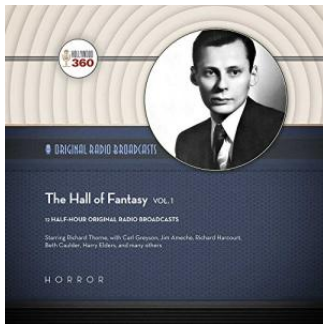 HOLLYWOOD
360
ORIGINAL RADIO BROADCASTS
The Hall of Fantasy VOL. 1
12 HALF-HOUR ORIGINAL RADIO BROADCASTS
Starring Richard Thorne, with Carl Greyson, Jim Ameche, Richard Harcourt,
Beth Caulder, Harry Elders, and many others
HORROR